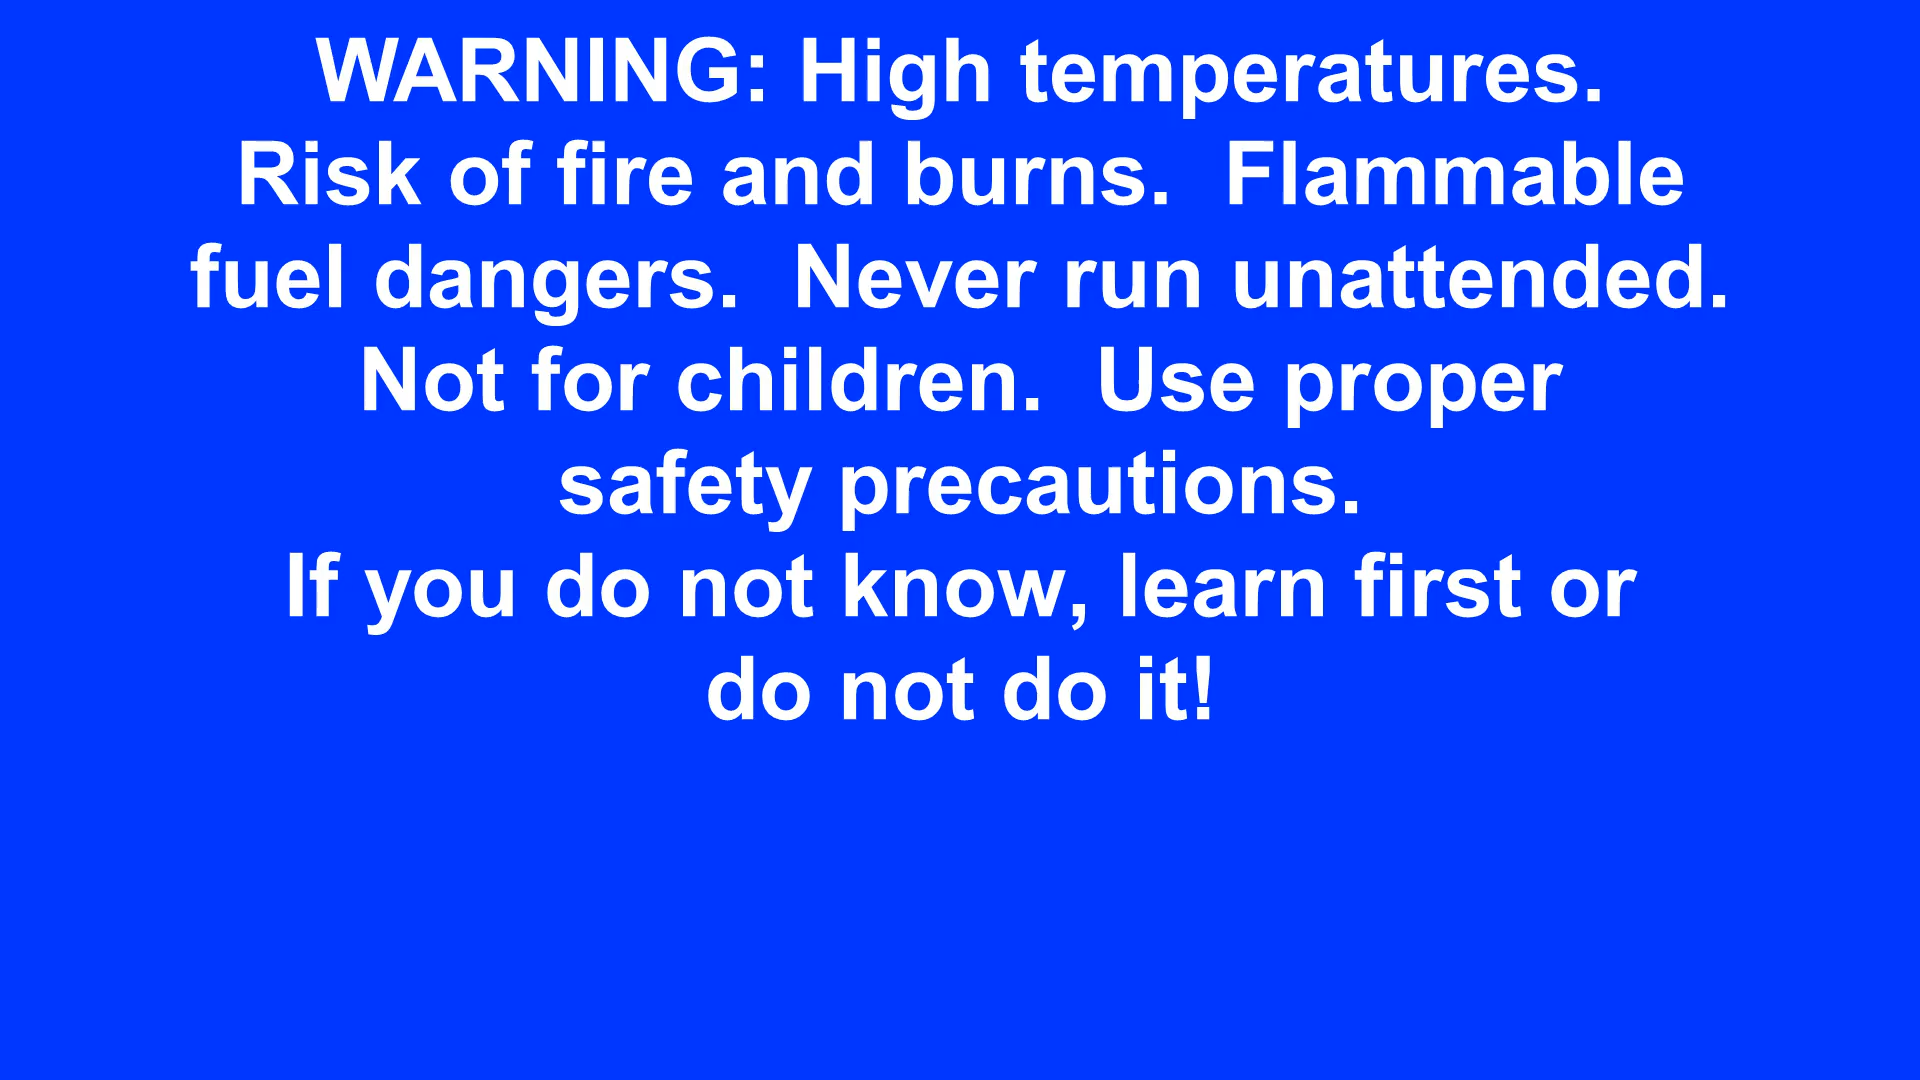 WARNING: High temperatures.
Risk of fire and burns.  Flammable
fuel dangers.  Never run unattended.
Not for children.  Use proper
safety precautions.
If you do not know, learn first or
do not do it!